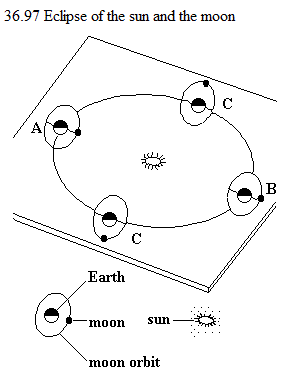 36.97 Eclipse of the sun and the moon
C
A
B
C
Earth
moon
sun
moon orbit